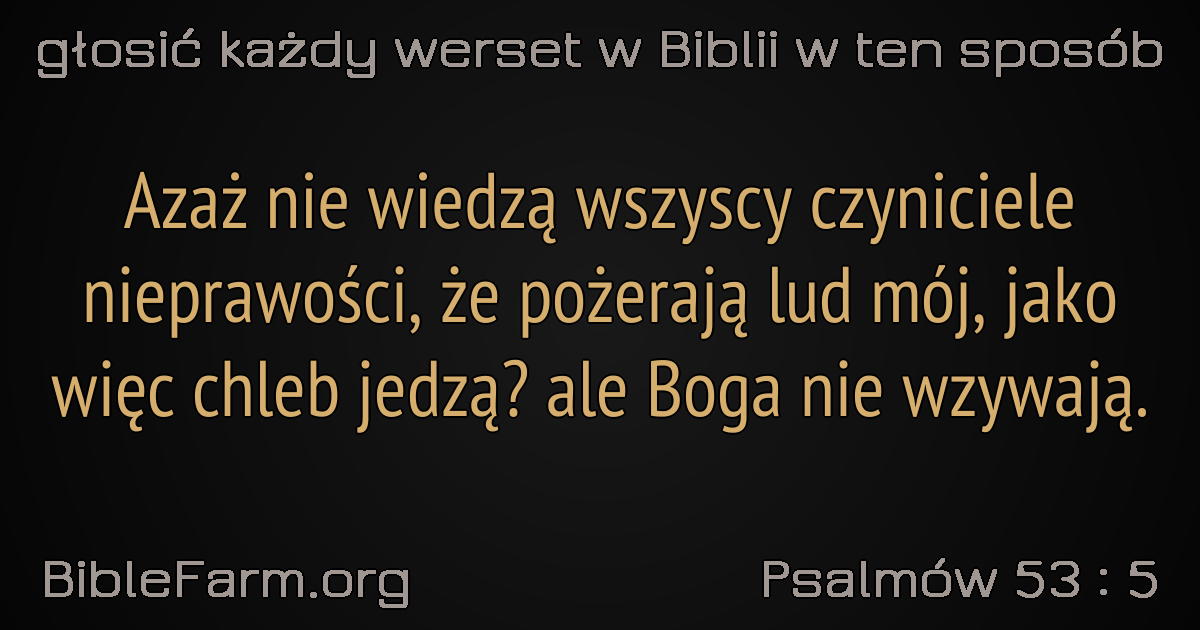 głosić każdy werset w Biblii w ten sposób
Azaż nie wiedzą wszyscy czyniciele
nieprawości, że pożerają lud mój, jako
więc chleb jedzą? ale Boga nie wzywają.
BibleFarm.org
Psalmów 53 : 5